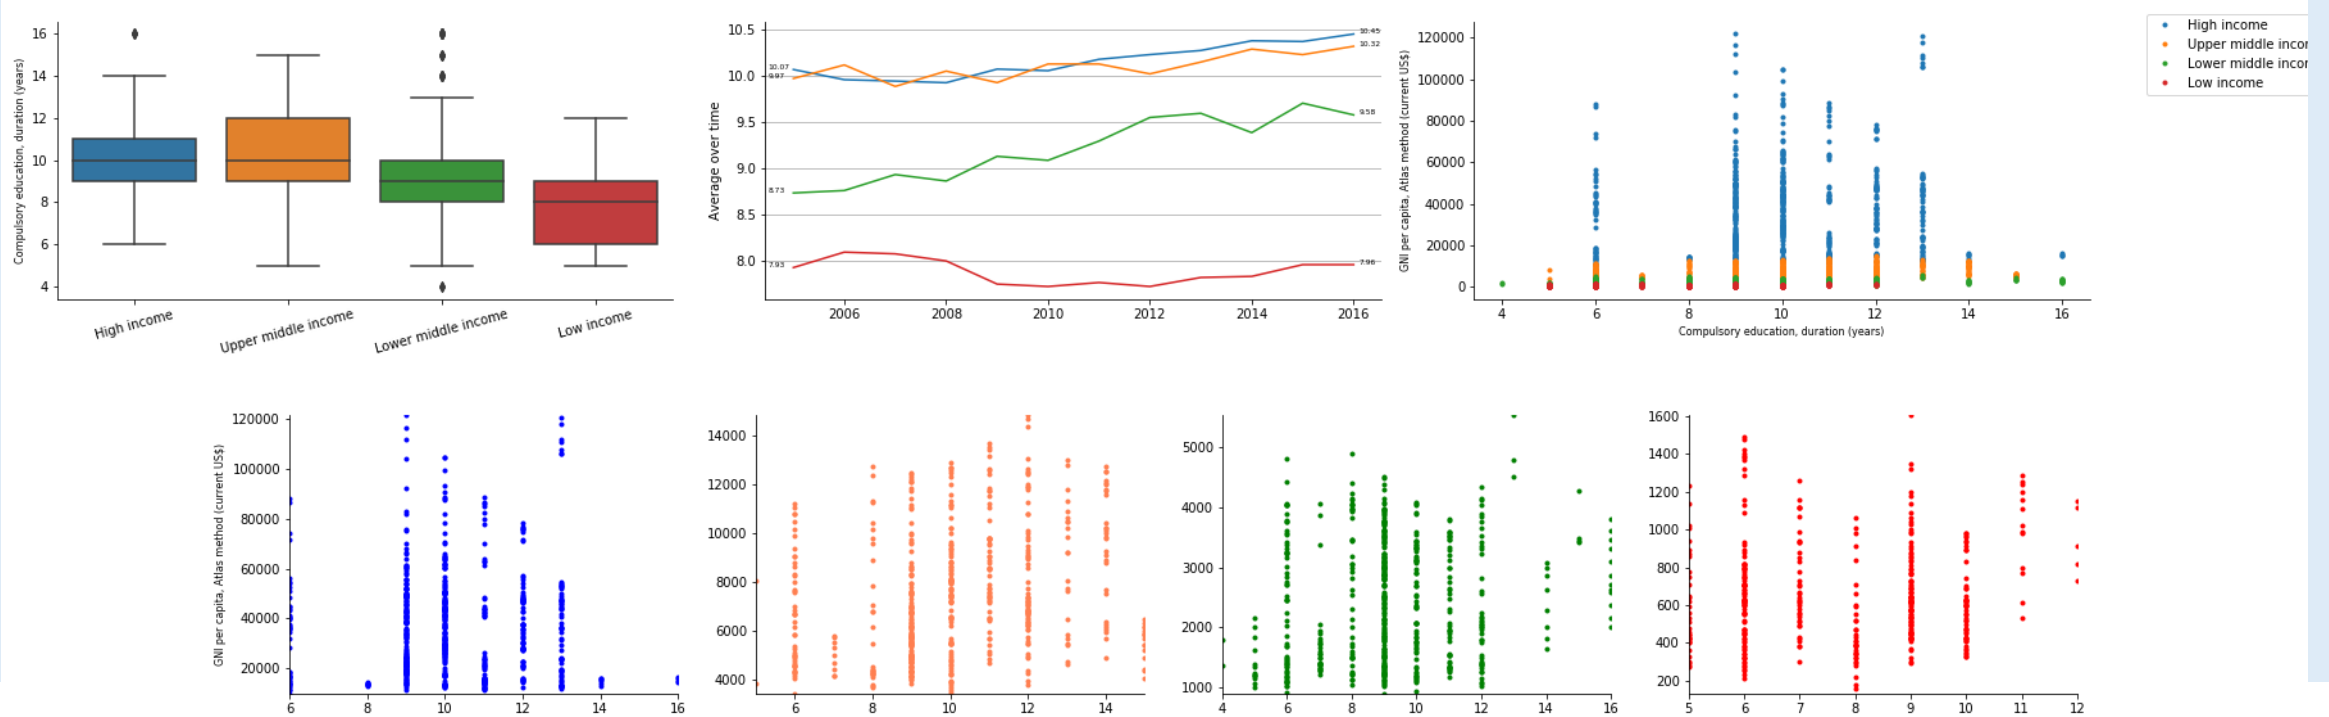 Compulsory education, duration (years)
16
14
12
10
8
6
4
High income
Upper middle income
Lower middle income
Low income
Average over time
10.5
10.0
9.5
9.0
8.5
8.0
10.07
9.97
8.73
7.93
10.45
10.32
9.58
7.96
2006 2008 2010 2012 2014 2016
GNI per capita, Atlas method (current US$)
120000
100000
80000
60000
40000
20000
0
4 6 8 10 12 14 16
Compulsory education, duration (years)
High income
Upper middle incor
Lower middle incor
Low income
GNI per capita, Atlas method (current US$)
120000
100000
80000
60000
40000
20000
6 8 10 12 14 16
14000
12000
10000
8000
6000
4000
6 8 10 12 14
5000
4000
3000
2000
1000
4 6 8 10 12 14 16
1600
1400
1200
1000
800
600
400
200
5 6 7 8 9 10 11 12